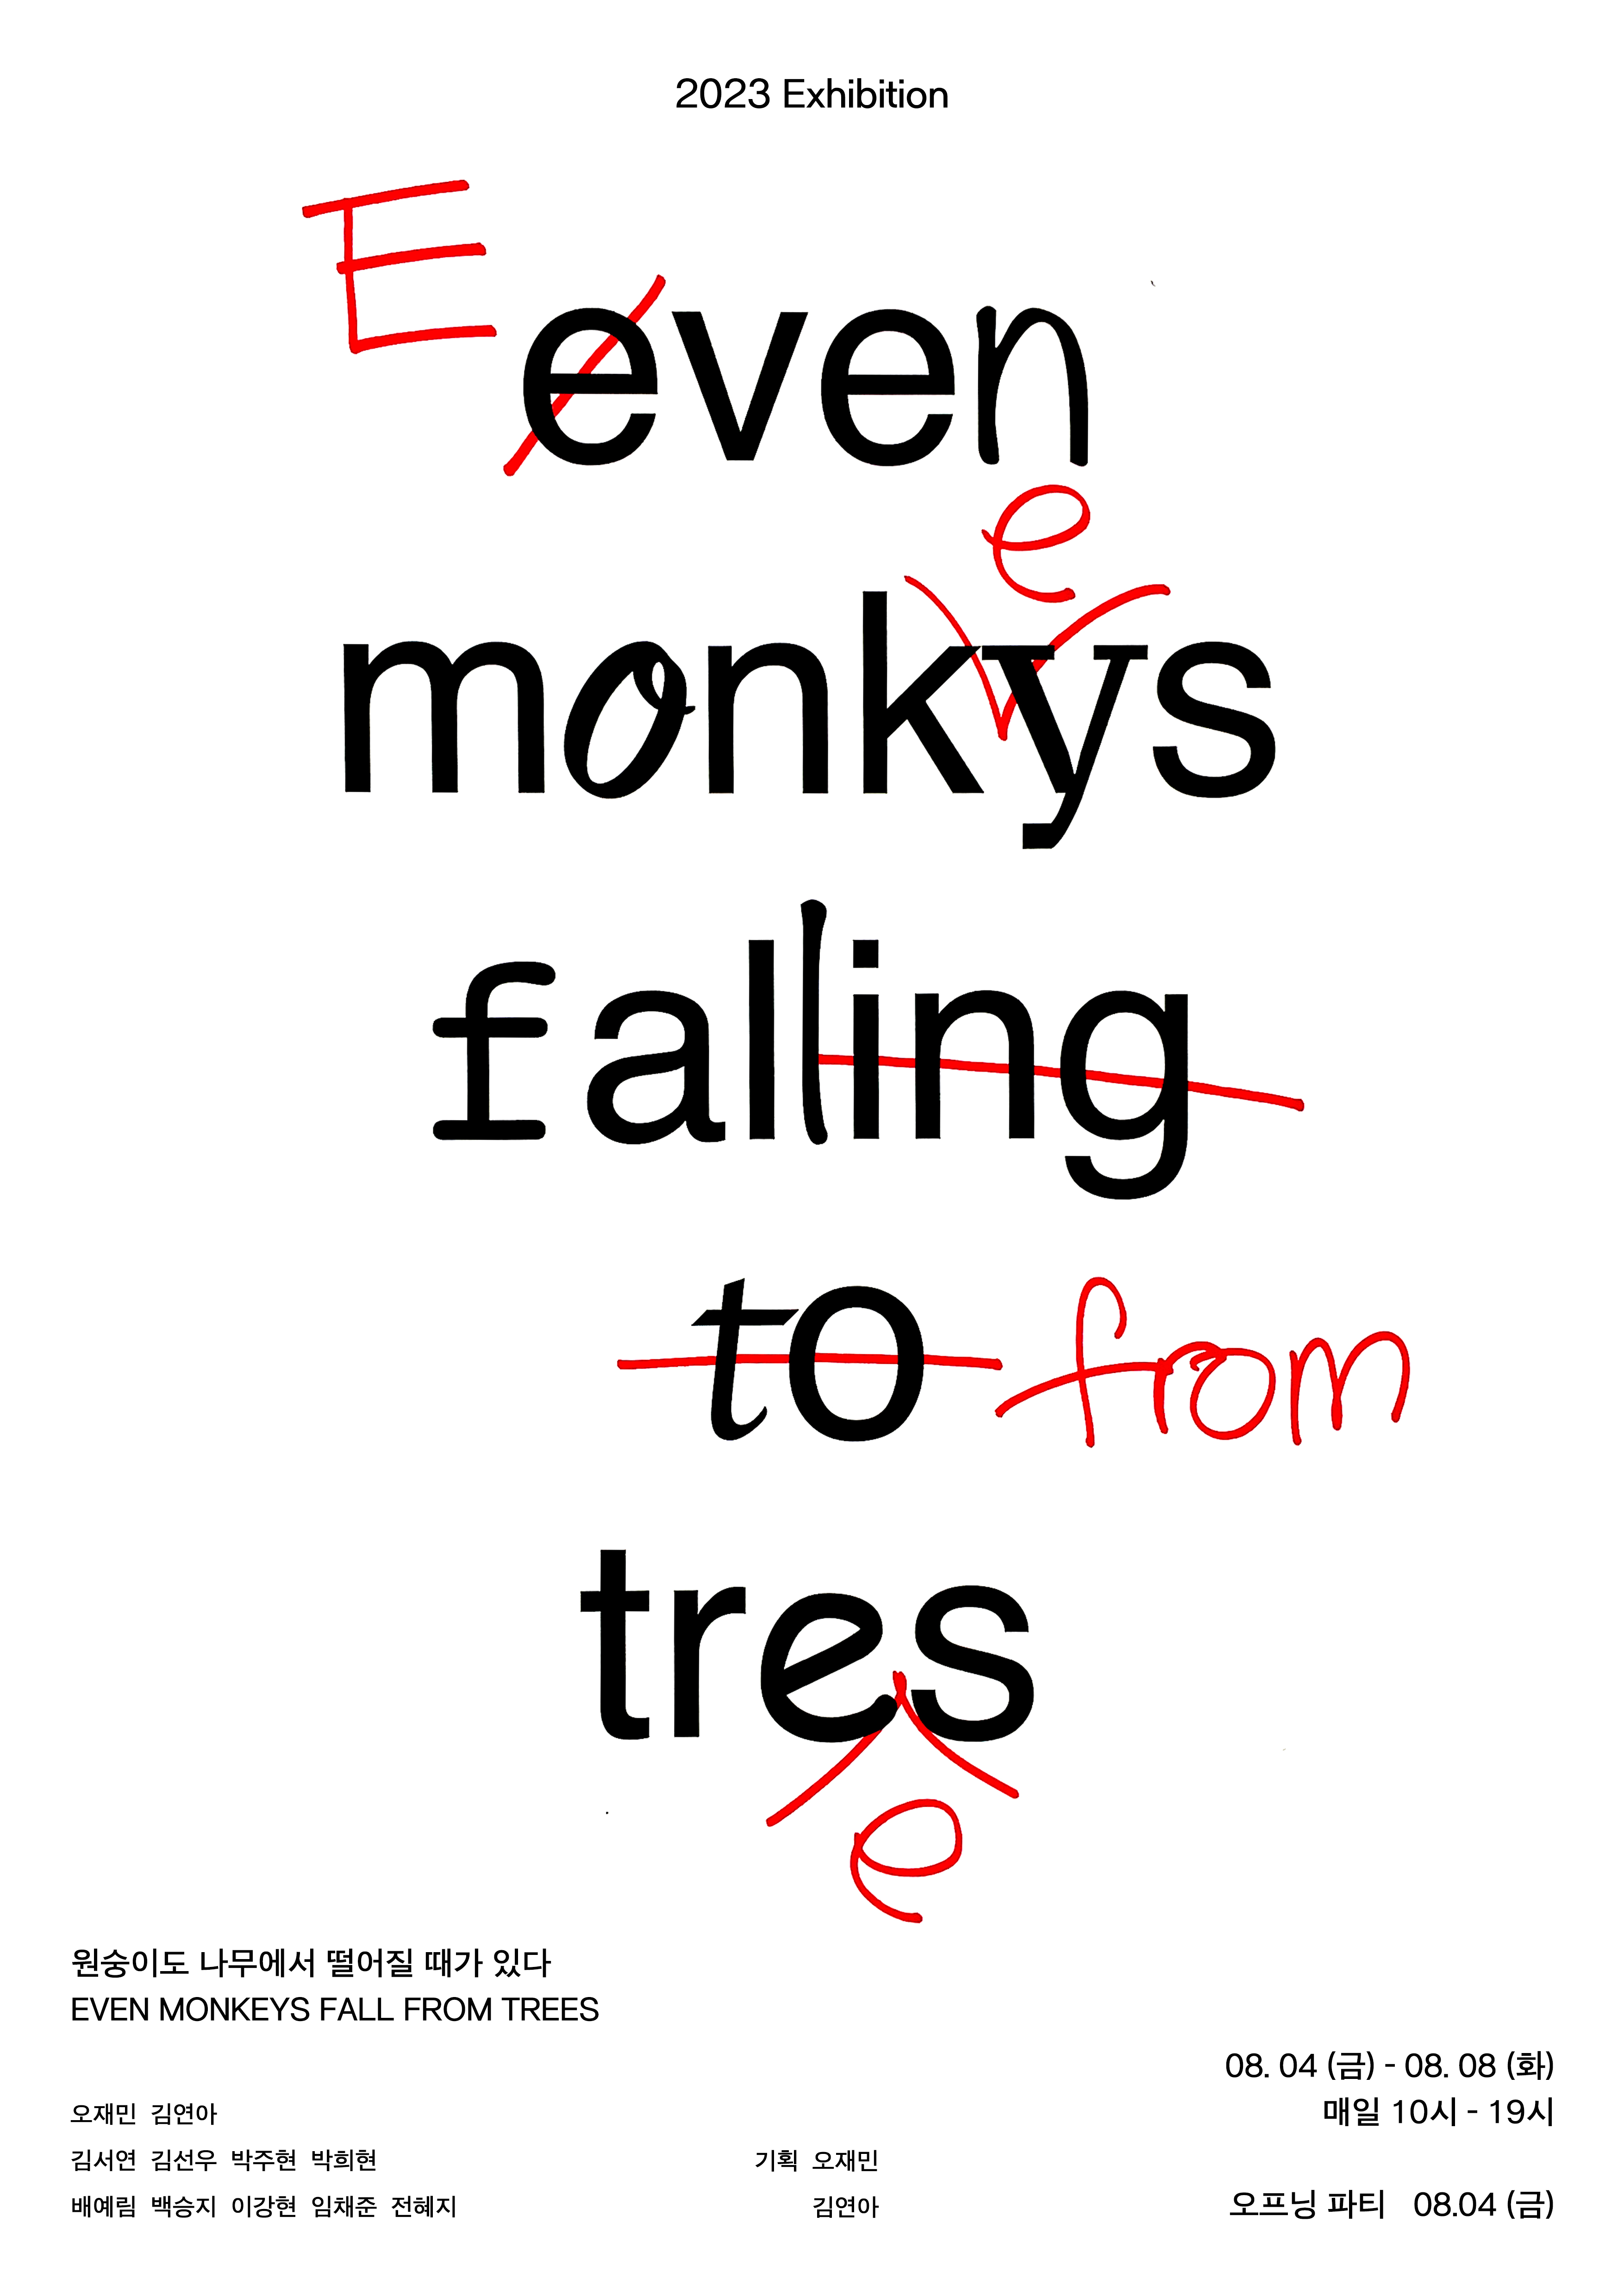 2023 Exhibition
E
even
e
monkys
falling
to from
tres
e
원숭이도 나무에서 떨어질 때가 있다
EVEN MONKEYS FALL FROM TREES
오재민 김연아
김서연 김선우 박주현 박희현
배예림 백승지 이강현 임채준 전혜지
기획 오재민
김연아
08. 04 (금) - 08. 08 (화)
매일 10시 - 19시
오프닝 파티 08.04 (금)